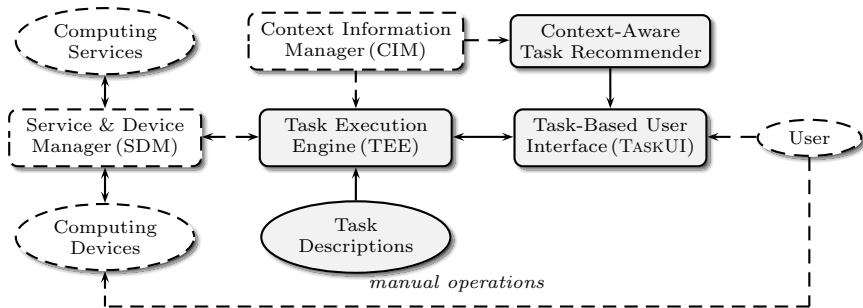 Computing
Services
Context Information
Manager (CIM)
Context-Aware
Task Recommender
Service & Device
Manager (SDM)
Task Execution
Engine (TEE)
Task-Based User
Interface (TASKUI)
User
Computing
Devices
Task
Descriptions
manual operations